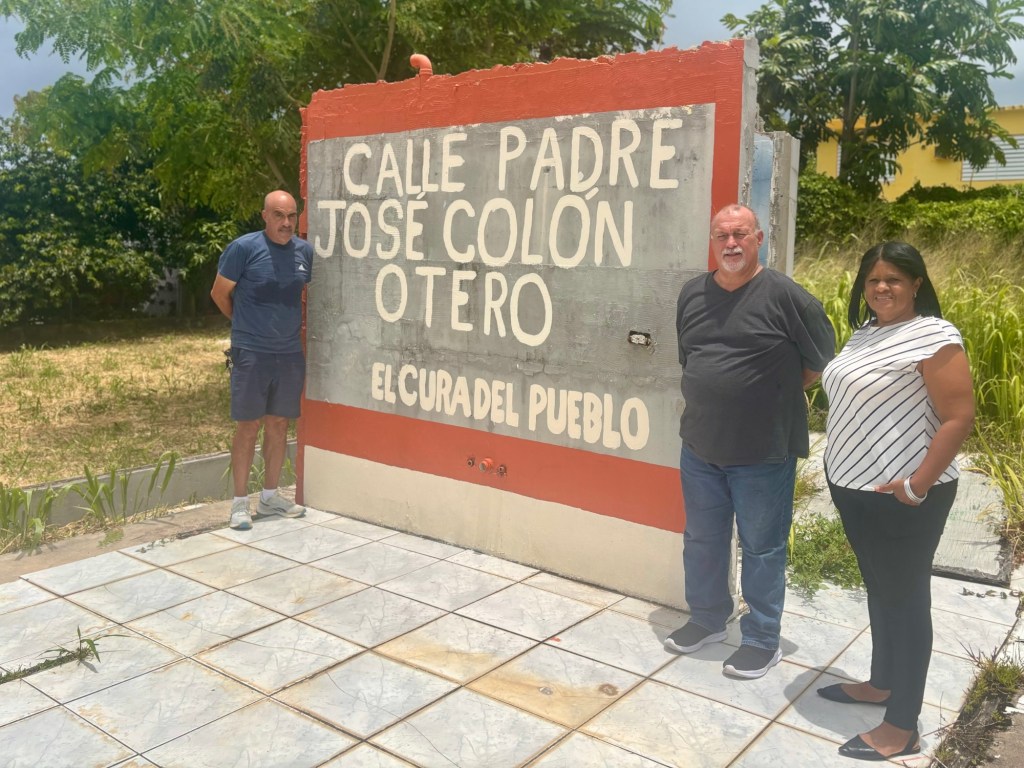 CALLE PADRE
JOSÉ COLÓN
OTERO
EL CURA DEL PUEBLO